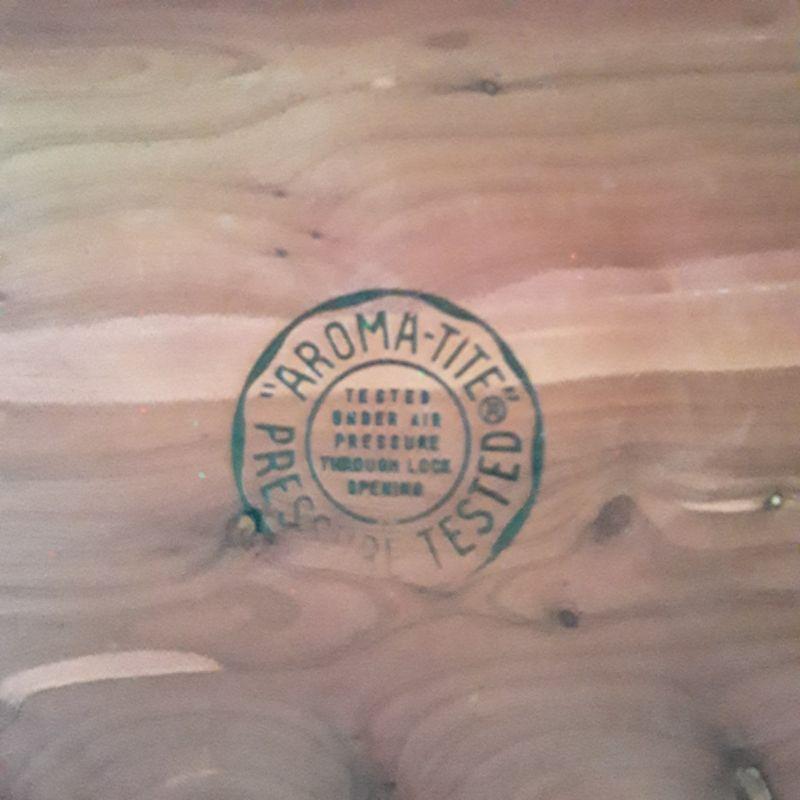 "AROMA-TITE"®
PRESSURE TESTED
TESTED
UNDER AIR
PRESSURE
THROUGH LOCK
OPENING